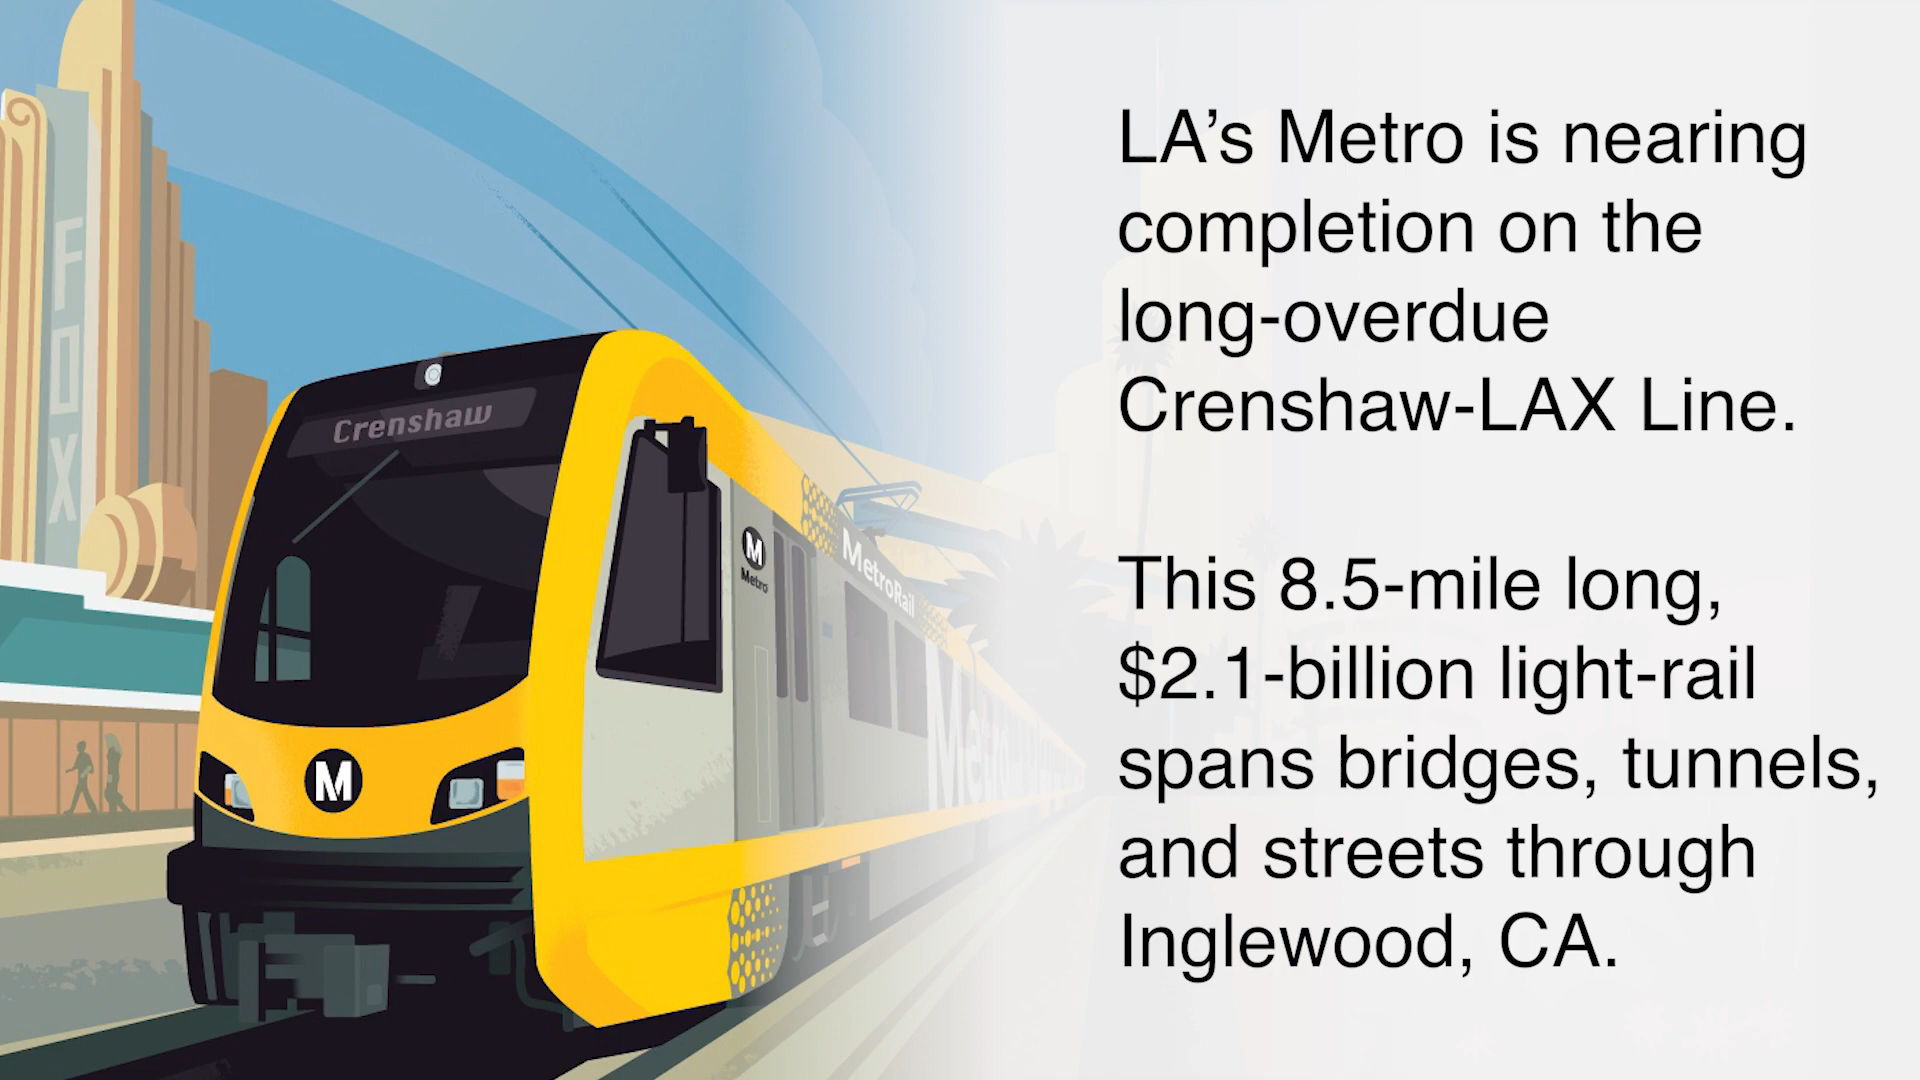 FOX
Crenshaw
M
Metro
MetroRail
Metro
M
LA’s Metro is nearing
completion on the
long-overdue
Crenshaw-LAX Line.
This 8.5-mile long,
$2.1-billion light-rail
spans bridges, tunnels,
and streets through
Inglewood, CA.